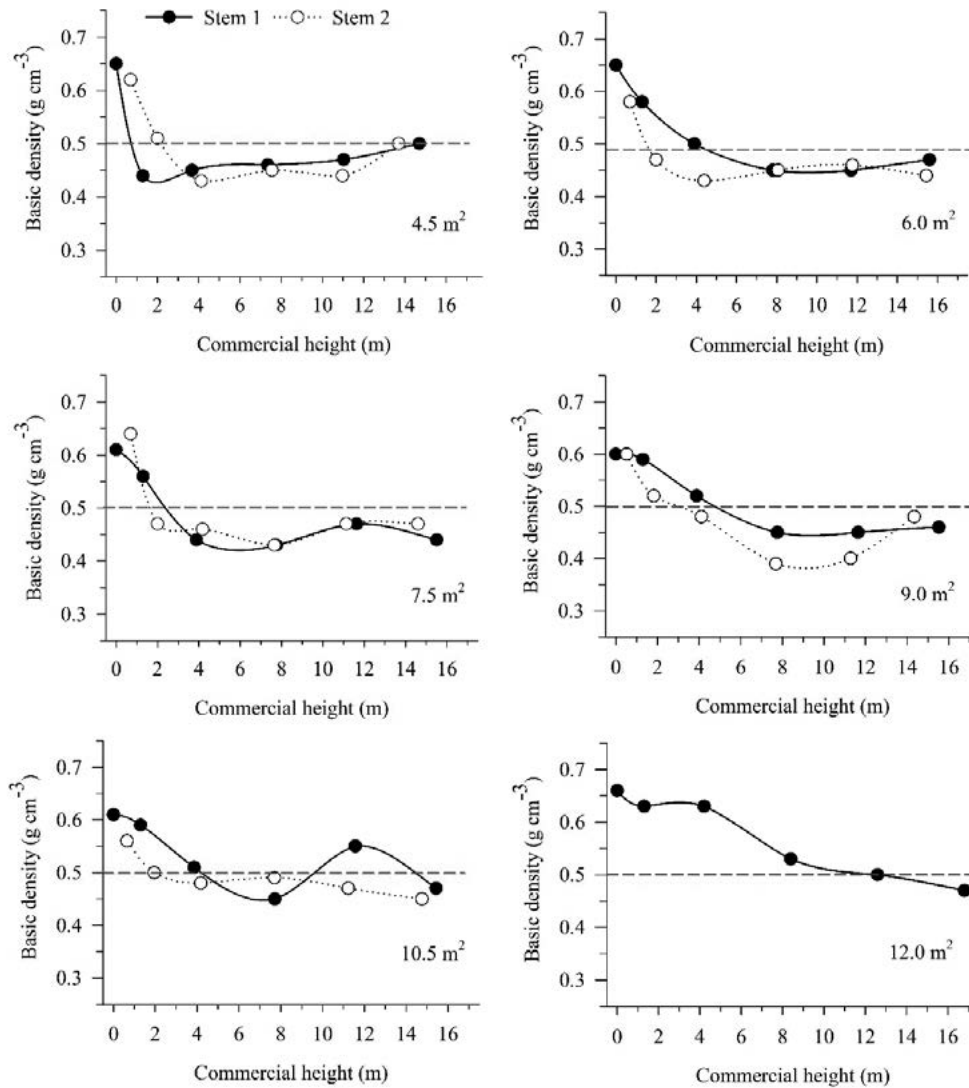 Stem 1 Stem 2
Basic density (g cm⁻³)
0.7
0.6
0.5
0.4
0.3
4.5 m²
0 2 4 6 8 10 12 14 16
Commercial height (m)
Basic density (g cm⁻³)
0.7
0.6
0.5
0.4
0.3
6.0 m²
0 2 4 6 8 10 12 14 16
Commercial height (m)
Basic density (g cm⁻³)
0.7
0.6
0.5
0.4
0.3
7.5 m²
0 2 4 6 8 10 12 14 16
Commercial height (m)
Basic density (g cm⁻³)
0.7
0.6
0.5
0.4
0.3
9.0 m²
0 2 4 6 8 10 12 14 16
Commercial height (m)
Basic density (g cm⁻³)
0.7
0.6
0.5
0.4
0.3
10.5 m²
0 2 4 6 8 10 12 14 16
Commercial height (m)
Basic density (g cm⁻³)
0.7
0.6
0.5
0.4
0.3
12.0 m²
0 2 4 6 8 10 12 14 16
Commercial height (m)